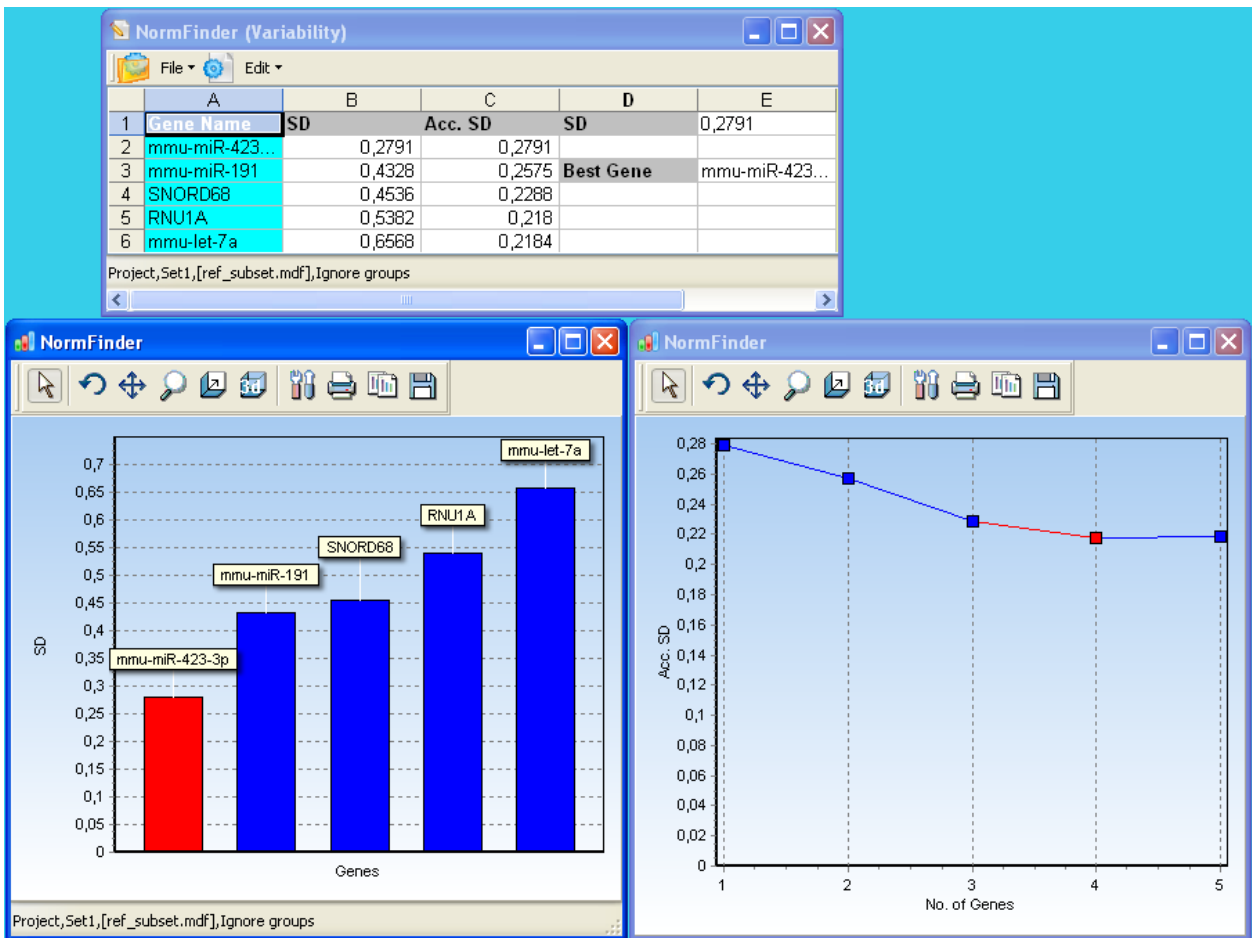 NormFinder (Variability)
File Edit
A B C D E
1 Gene Name SD Acc. SD SD 0,2791
2 mmu-miR-423... 0,2791 0,2791
3 mmu-miR-191 0,4328 0,2575 Best Gene mmu-miR-423...
4 SNORD68 0,4536 0,2288
5 RNU1A 0,5382 0,218
6 mmu-let-7a 0,6568 0,2184
Project,Set1,[ref_subset.mdf],Ignore groups
NormFinder
3d
mmu-let-7a
0,7
0,65
RNU1A
0,6
SNORD68
0,55
mmu-miR-191
0,5
0,45
0,4
mmu-miR-423-3p
0,35
0,3
0,25
0,2
0,15
0,1
0,05
0
SD
Genes
Project,Set1,[ref_subset.mdf],Ignore groups
NormFinder
3d
0,28
0,26
0,24
0,22
0,2
0,18
0,16
0,14
0,12
0,1
0,08
0,06
0,04
0,02
0
Acc. SD
1 2 3 4 5
No. of Genes